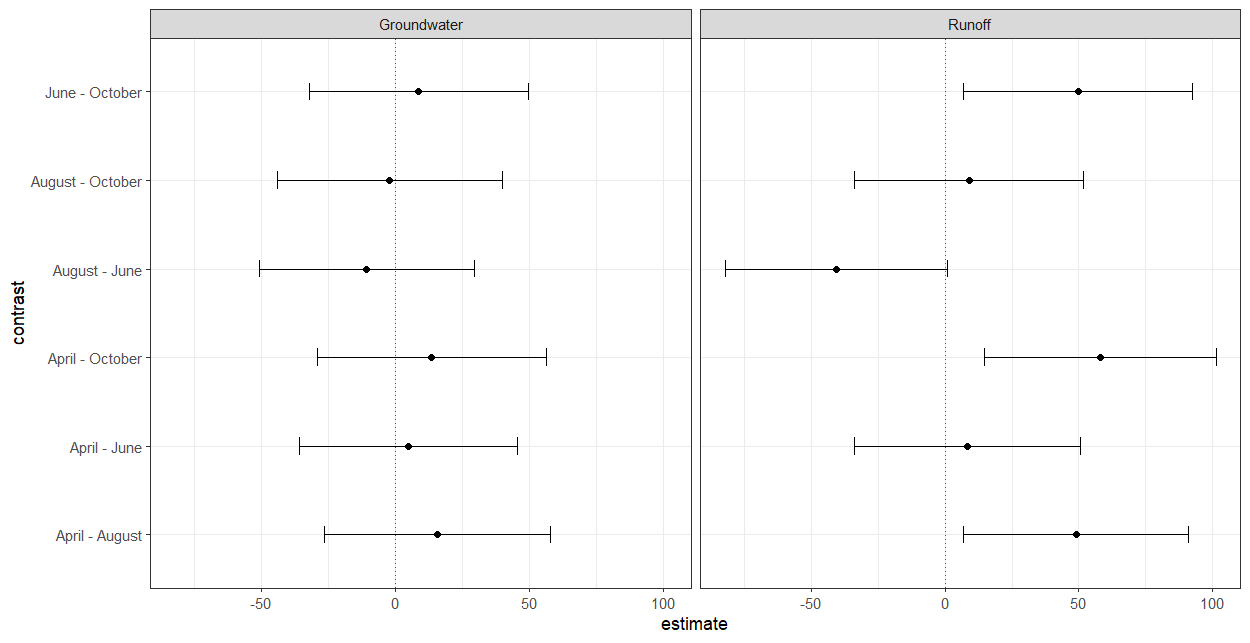 Groundwater
Runoff
June - October
August - October
August - June
April - October
April - June
April - August
contrast
-50 0 50 100
-50 0 50 100
estimate